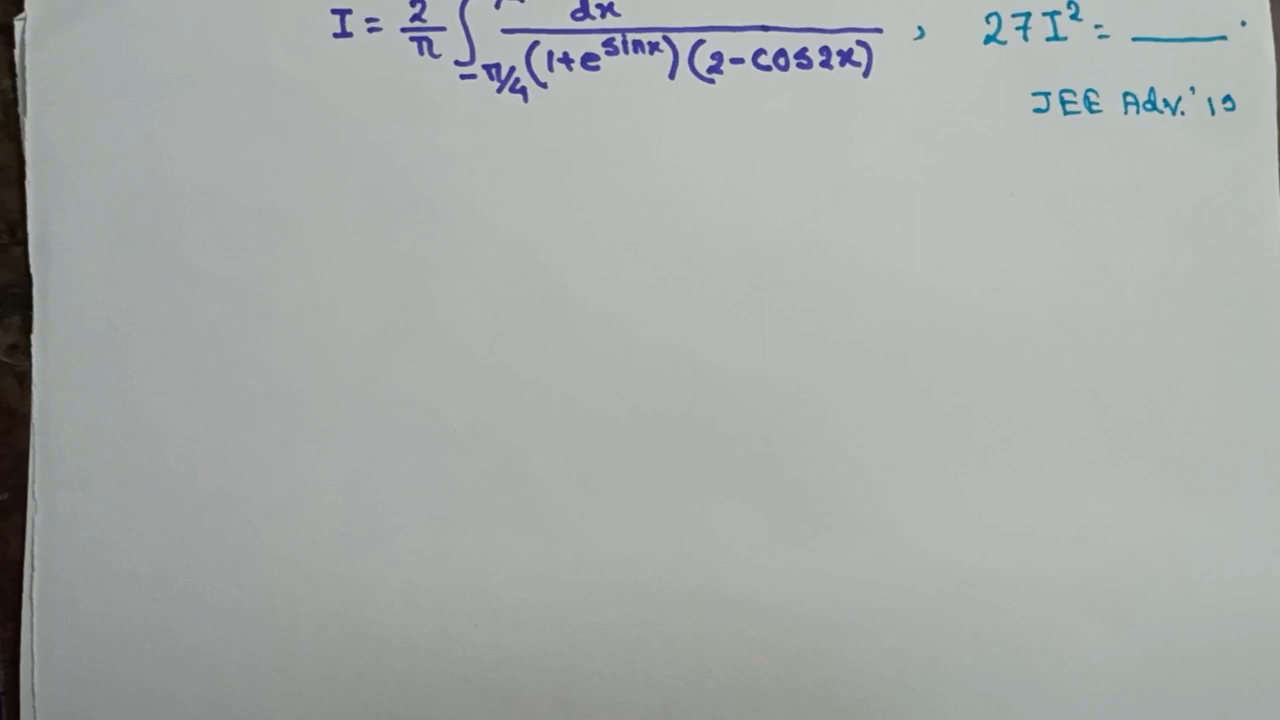 I = 2/π ∫_{-π/4} dx / (1+e^{sinx})(2-cos2x) , 27I² = ____ .
JEE Adv.'19